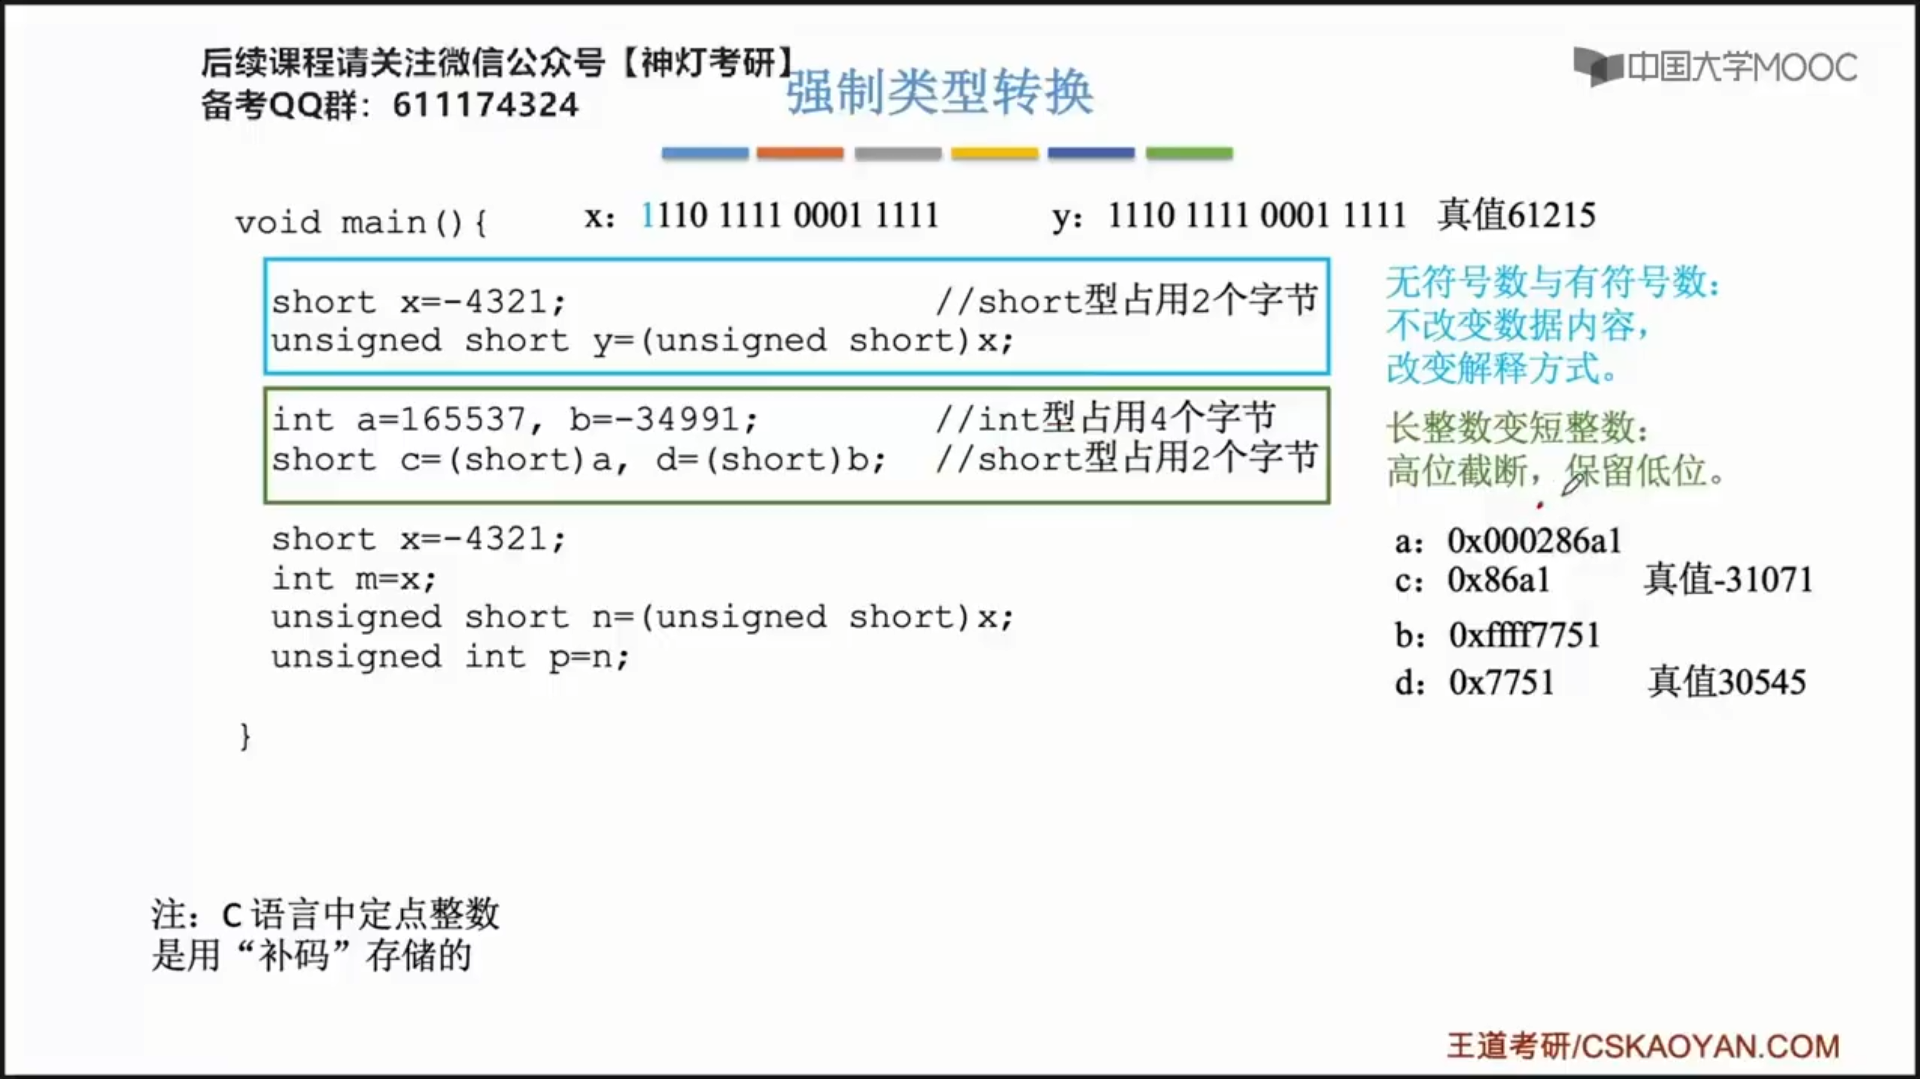 后续课程请关注微信公众号【神灯考研】
备考QQ群：611174324
中国大学MOOC
强制类型转换
void main(){
x：1110 1111 0001 1111
y：1110 1111 0001 1111 真值61215
short x=-4321; //short型占用2个字节
unsigned short y=(unsigned short)x;
无符号数与有符号数：
不改变数据内容，
改变解释方式。
int a=165537, b=-34991; //int型占用4个字节
short c=(short)a, d=(short)b; //short型占用2个字节
长整数变短整数：
高位截断，保留低位。
short x=-4321;
int m=x;
unsigned short n=(unsigned short)x;
unsigned int p=n;
}
a：0x000286a1
c：0x86a1 真值-31071
b：0xffff7751
d：0x7751 真值30545
注：C 语言中定点整数
是用“补码”存储的
王道考研/CSKAOYAN.COM